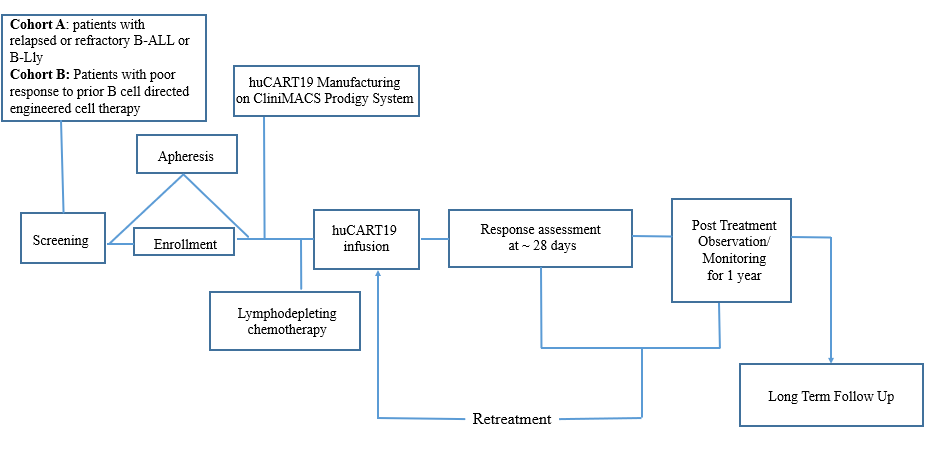 Cohort A: patients with
relapsed or refractory B-ALL or
B-Lly
Cohort B: Patients with poor
response to prior B cell directed
engineered cell therapy
huCART19 Manufacturing
on CliniMACS Prodigy System
Apheresis
Screening
Enrollment
huCART19
infusion
Response assessment
at ~ 28 days
Post Treatment
Observation/
Monitoring
for 1 year
Lymphodepleting
chemotherapy
Long Term Follow Up
Retreatment